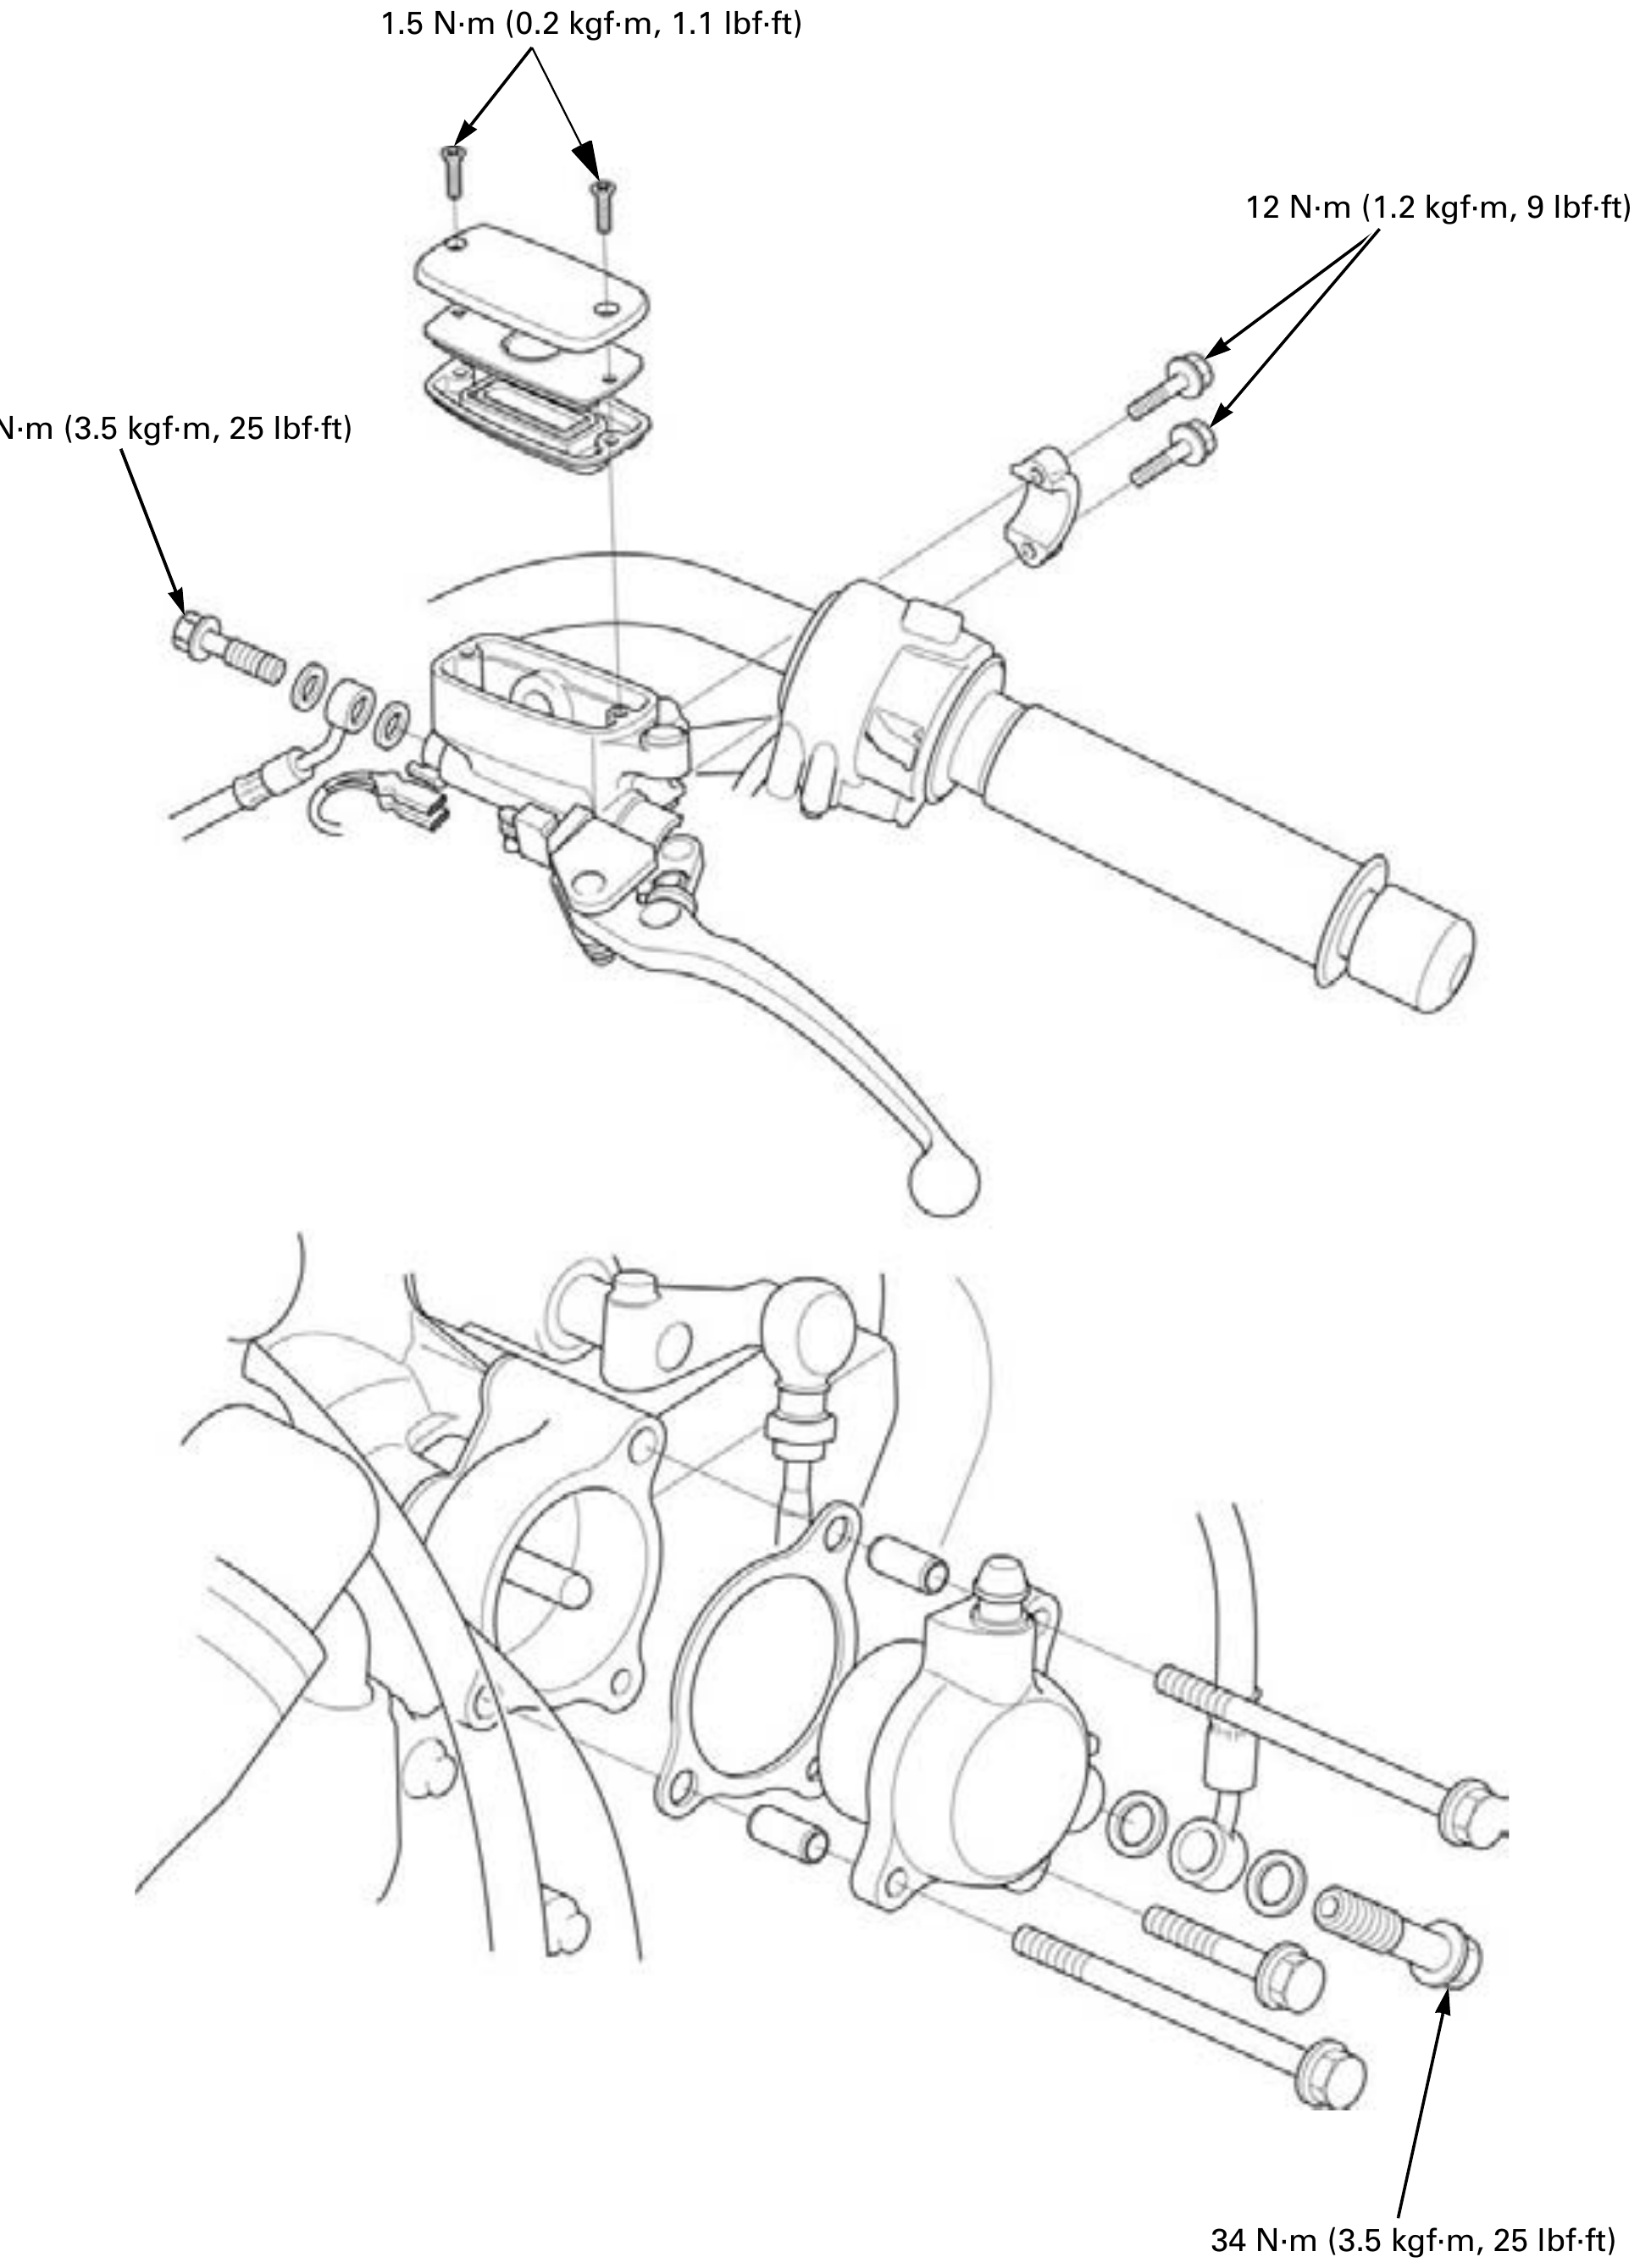 1.5 N·m (0.2 kgf·m, 1.1 lbf·ft)
12 N·m (1.2 kgf·m, 9 lbf·ft)
N·m (3.5 kgf·m, 25 lbf·ft)
34 N·m (3.5 kgf·m, 25 lbf·ft)